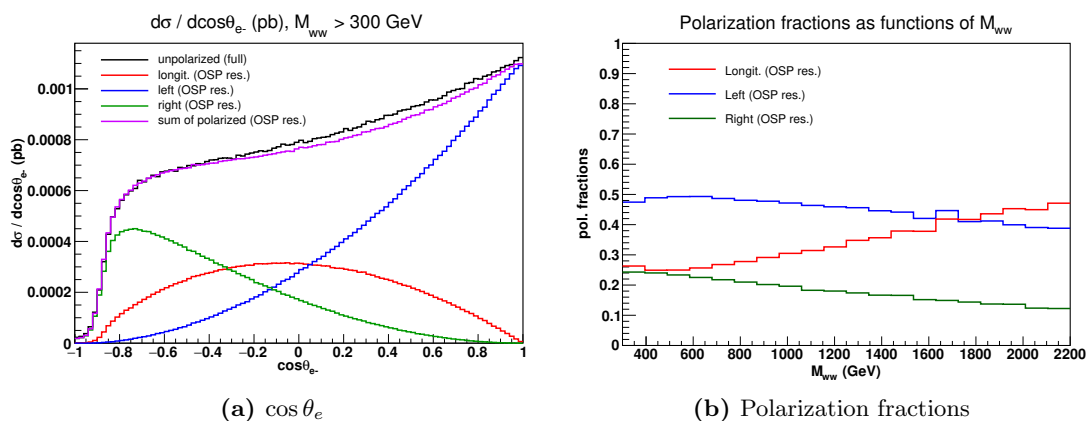 dσ / dcosθe- (pb), Mww > 300 GeV
unpolarized (full)
longit. (OSP res.)
left (OSP res.)
right (OSP res.)
sum of polarized (OSP res.)
dσ / dcosθe- (pb)
0.001
0.0008
0.0006
0.0004
0.0002
0
−1 −0.8 −0.6 −0.4 −0.2 0 0.2 0.4 0.6 0.8 1
cosθe-
(a) cos θe
Polarization fractions as functions of Mww
Longit. (OSP res.)
Left (OSP res.)
Right (OSP res.)
pol. fractions
1
0.9
0.8
0.7
0.6
0.5
0.4
0.3
0.2
0.1
0
400 600 800 1000 1200 1400 1600 1800 2000 2200
Mww (GeV)
(b) Polarization fractions